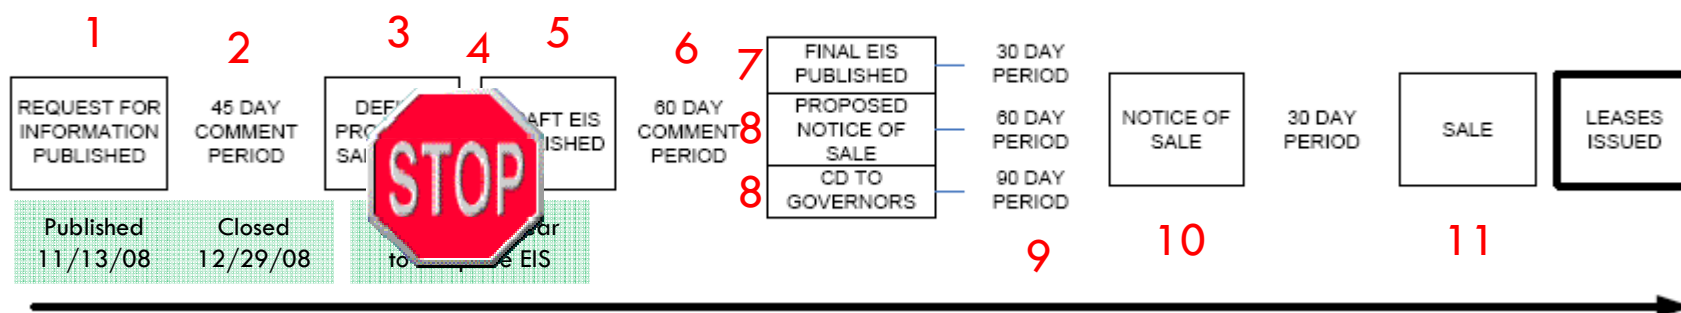 1
2
3
4
5
6
7
8
8
9
10
11
REQUEST FOR
INFORMATION
PUBLISHED
45 DAY
COMMENT
PERIOD
STOP
EIS
60 DAY
COMMENT
PERIOD
FINAL EIS
PUBLISHED
PROPOSED
NOTICE OF
SALE
CD TO
GOVERNORS
30 DAY
PERIOD
60 DAY
PERIOD
90 DAY
PERIOD
NOTICE OF
SALE
30 DAY
PERIOD
SALE
LEASES
ISSUED
Published
11/13/08
Closed
12/29/08
to
EIS